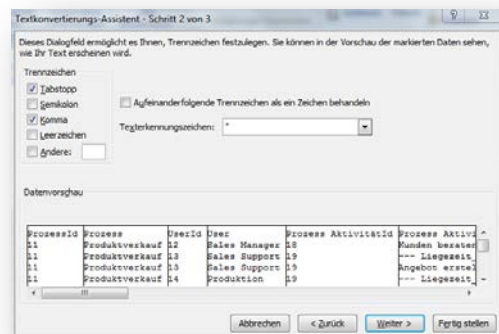 Textkonvertierungs-Assistent - Schritt 2 von 3
Dieses Dialogfeld ermöglicht es Ihnen, Trennzeichen festzulegen. Sie können in der Vorschau der markierten Daten sehen,
wie Ihr Text erscheinen wird.
Trennzeichen
Tabstopp
Semikolon
Komma
Leerzeichen
Andere:
Aufeinanderfolgende Trennzeichen als ein Zeichen behandeln
Texterkennungszeichen: "
Datenvorschau
ProzessId Prozess UserId User Prozess AktivitätId Prozess Aktivi
11 Produktverkauf 12 Sales Manager 18 Kunden berater
11 Produktverkauf 13 Sales Support 19 --- Liegezeit
11 Produktverkauf 13 Sales Support 19 Angebot erstel
11 Produktverkauf 14 Produktion 19 --- Liegezeit
Abbrechen < Zurück Weiter > Fertig stellen